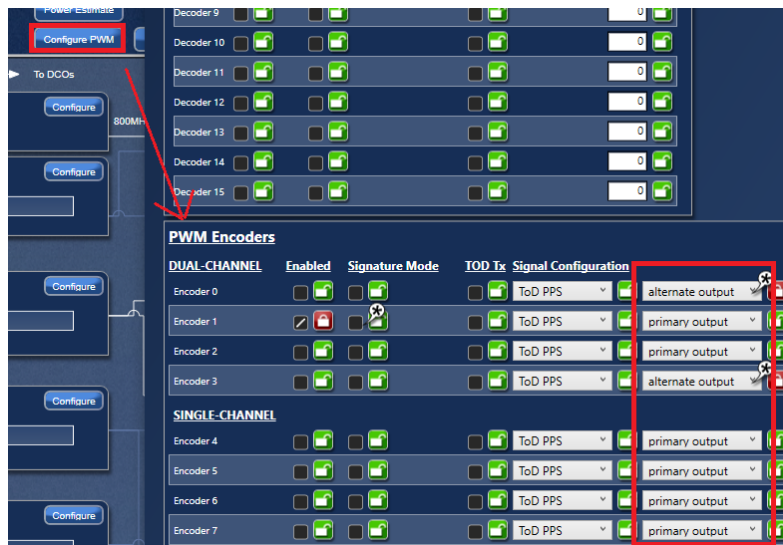 Power Estimate
Configure PWM
To DCOs
Configure
800MH
Configure
Configure
Configure
Configure
Decoder 9 0
Decoder 10 0
Decoder 11 0
Decoder 12 0
Decoder 13 0
Decoder 14 0
Decoder 15 0
PWM Encoders
DUAL-CHANNEL Enabled Signature Mode TOD Tx Signal Configuration
Encoder 0 ToD PPS alternate output
Encoder 1 ToD PPS primary output
Encoder 2 ToD PPS primary output
Encoder 3 ToD PPS alternate output
SINGLE-CHANNEL
Encoder 4 ToD PPS primary output
Encoder 5 ToD PPS primary output
Encoder 6 ToD PPS primary output
Encoder 7 ToD PPS primary output